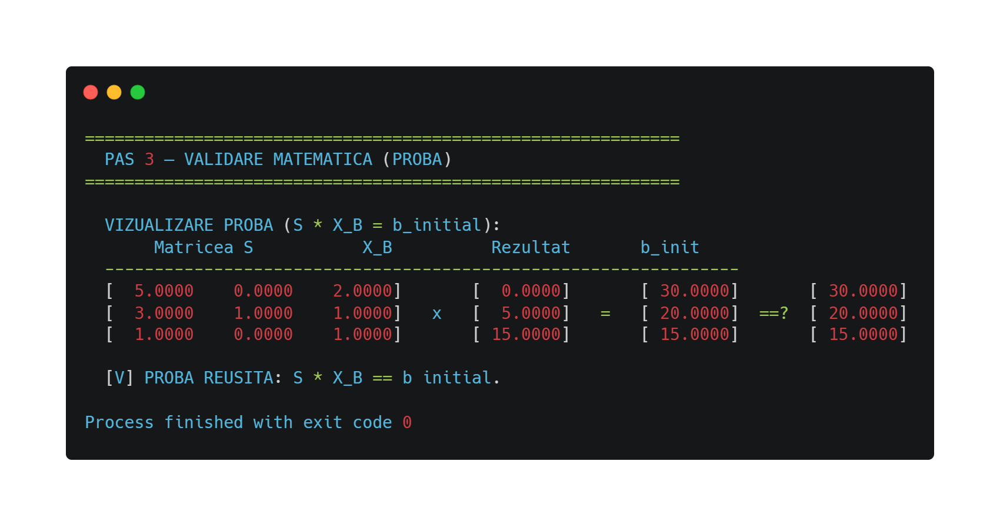 ============================================================
  PAS 3 – VALIDARE MATEMATICA (PROBA)
============================================================
  VIZUALIZARE PROBA (S * X_B = b_initial):
       Matricea S           X_B          Rezultat       b_init
  ----------------------------------------------------------------
  [  5.0000    0.0000    2.0000]       [  0.0000]       [ 30.0000]       [ 30.0000]
  [  3.0000    1.0000    1.0000]   x   [  5.0000]   =   [ 20.0000]  ==?  [ 20.0000]
  [  1.0000    0.0000    1.0000]       [ 15.0000]       [ 15.0000]       [ 15.0000]
  [V] PROBA REUSITA: S * X_B == b initial.
Process finished with exit code 0